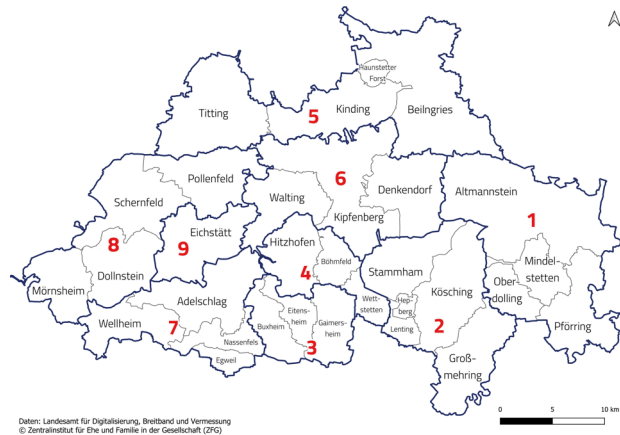 Plaunstetter
Forst
Titting
5
Kinding
Beilngries
Pollenfeld
6
Denkendorf
Altmannstein
Schernfeld
Walting
Kipfenberg
1
Eichstätt
Hitzhofen
8
9
Böhmfeld
Mindel-
stetten
Dollnstein
4
Stammham
Ober-
dolling
Mörnsheim
Kösching
Adelschlag
Wett-
stetten
Hep-
berg
Wellheim
7
Buxheim
Eitens-
heim
Gaimers-
heim
Lenting
2
Pförring
Nassenfels
3
Egweil
Groß-
mehring
0 5 10 km
Daten: Landesamt für Digitalisierung, Breitband und Vermessung
© Zentralinstitut für Ehe und Familie in der Gesellschaft (ZFG)